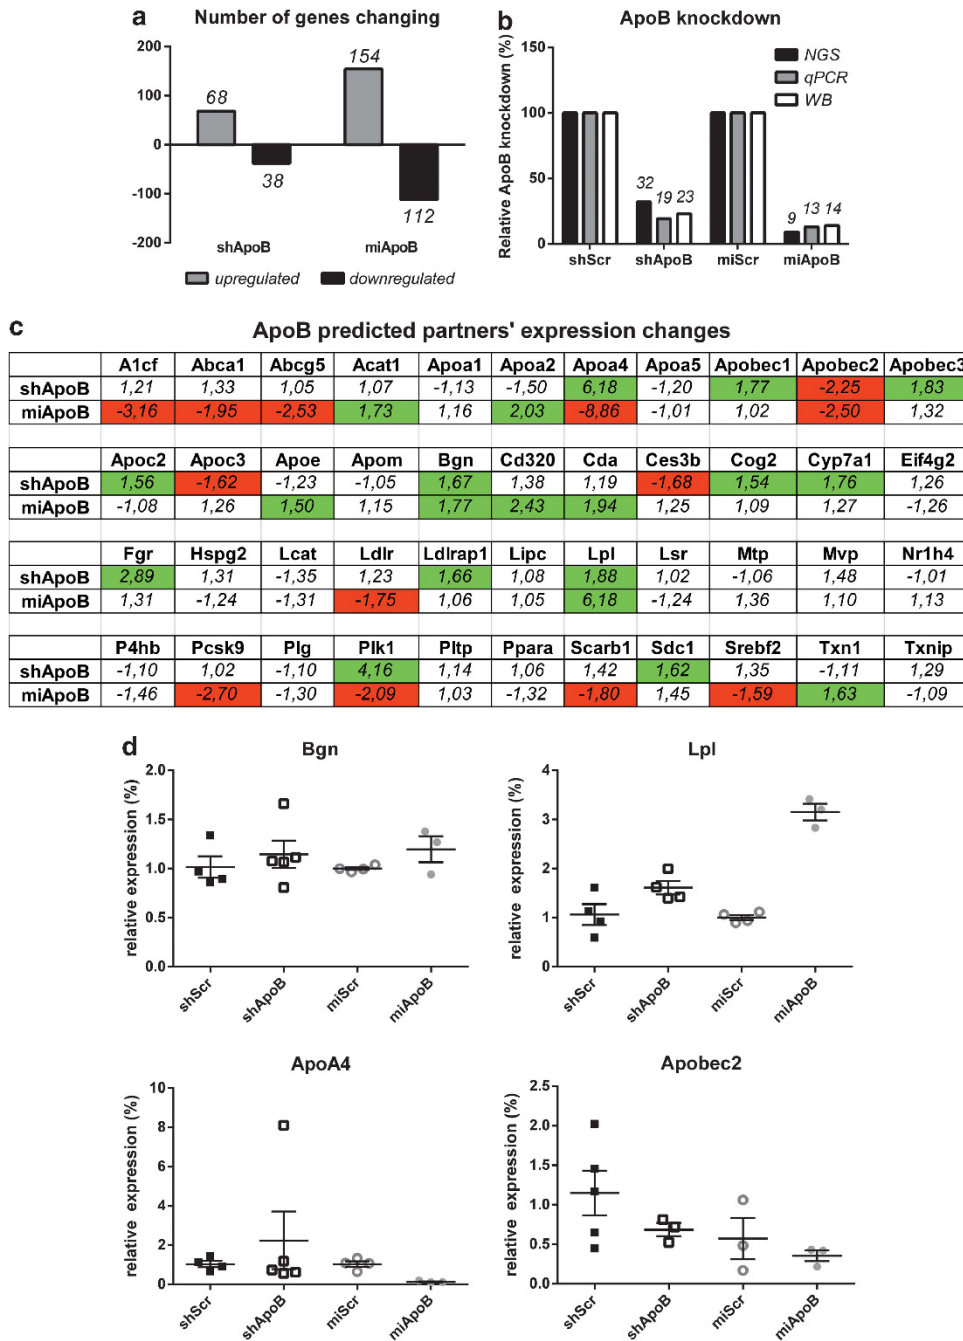 a
Number of genes changing
200
100
0
-100
-200
68
38
154
112
shApoB
miApoB
upregulated
downregulated
b
ApoB knockdown
Relative ApoB knockdown (%)
150
100
50
0
NGS
qPCR
WB
32
19
23
9
13
14
shScr
shApoB
miScr
miApoB
c
ApoB predicted partners' expression changes
A1cf Abca1 Abcg5 Acat1 Apoa1 Apoa2 Apoa4 Apoa5 Apobec1 Apobec2 Apobec3
shApoB 1,21 1,33 1,05 1,07 -1,13 -1,50 6,18 -1,20 1,77 -2,25 1,83
miApoB -3,16 -1,95 -2,53 1,73 1,16 2,03 -8,86 -1,01 1,02 -2,50 1,32
Apoc2 Apoc3 Apoe Apom Bgn Cd320 Cda Ces3b Cog2 Cyp7a1 Eif4g2
shApoB 1,56 -1,62 -1,23 -1,05 1,67 1,38 1,19 -1,68 1,54 1,76 1,26
miApoB -1,08 1,26 1,50 1,15 1,77 2,43 1,94 1,25 1,09 1,27 -1,26
Fgr Hspg2 Lcat Ldlr Ldlrap1 Lipc Lpl Lsr Mtp Mvp Nr1h4
shApoB 2,89 1,31 -1,35 1,23 1,66 1,08 1,88 1,02 -1,06 1,48 -1,01
miApoB 1,31 -1,24 -1,31 -1,75 1,06 1,05 6,18 -1,24 1,36 1,10 1,13
P4hb Pcsk9 Plg Plk1 Pltp Ppara Scarb1 Sdc1 Srebf2 Txn1 Txnip
shApoB -1,10 1,02 -1,10 4,16 1,14 1,06 1,42 1,62 1,35 -1,11 1,29
miApoB -1,46 -2,70 -1,30 -2,09 1,03 -1,32 -1,80 1,45 -1,59 1,63 -1,09
d
Bgn
relative expression (%)
2.0
1.5
1.0
0.5
0.0
shScr
shApoB
miScr
miApoB
Lpl
relative expression (%)
4
3
2
1
0
shScr
shApoB
miScr
miApoB
ApoA4
relative expression (%)
10
8
6
4
2
0
shScr
shApoB
miScr
miApoB
Apobec2
relative expression (%)
2.5
2.0
1.5
1.0
0.5
0.0
shScr
shApoB
miScr
miApoB